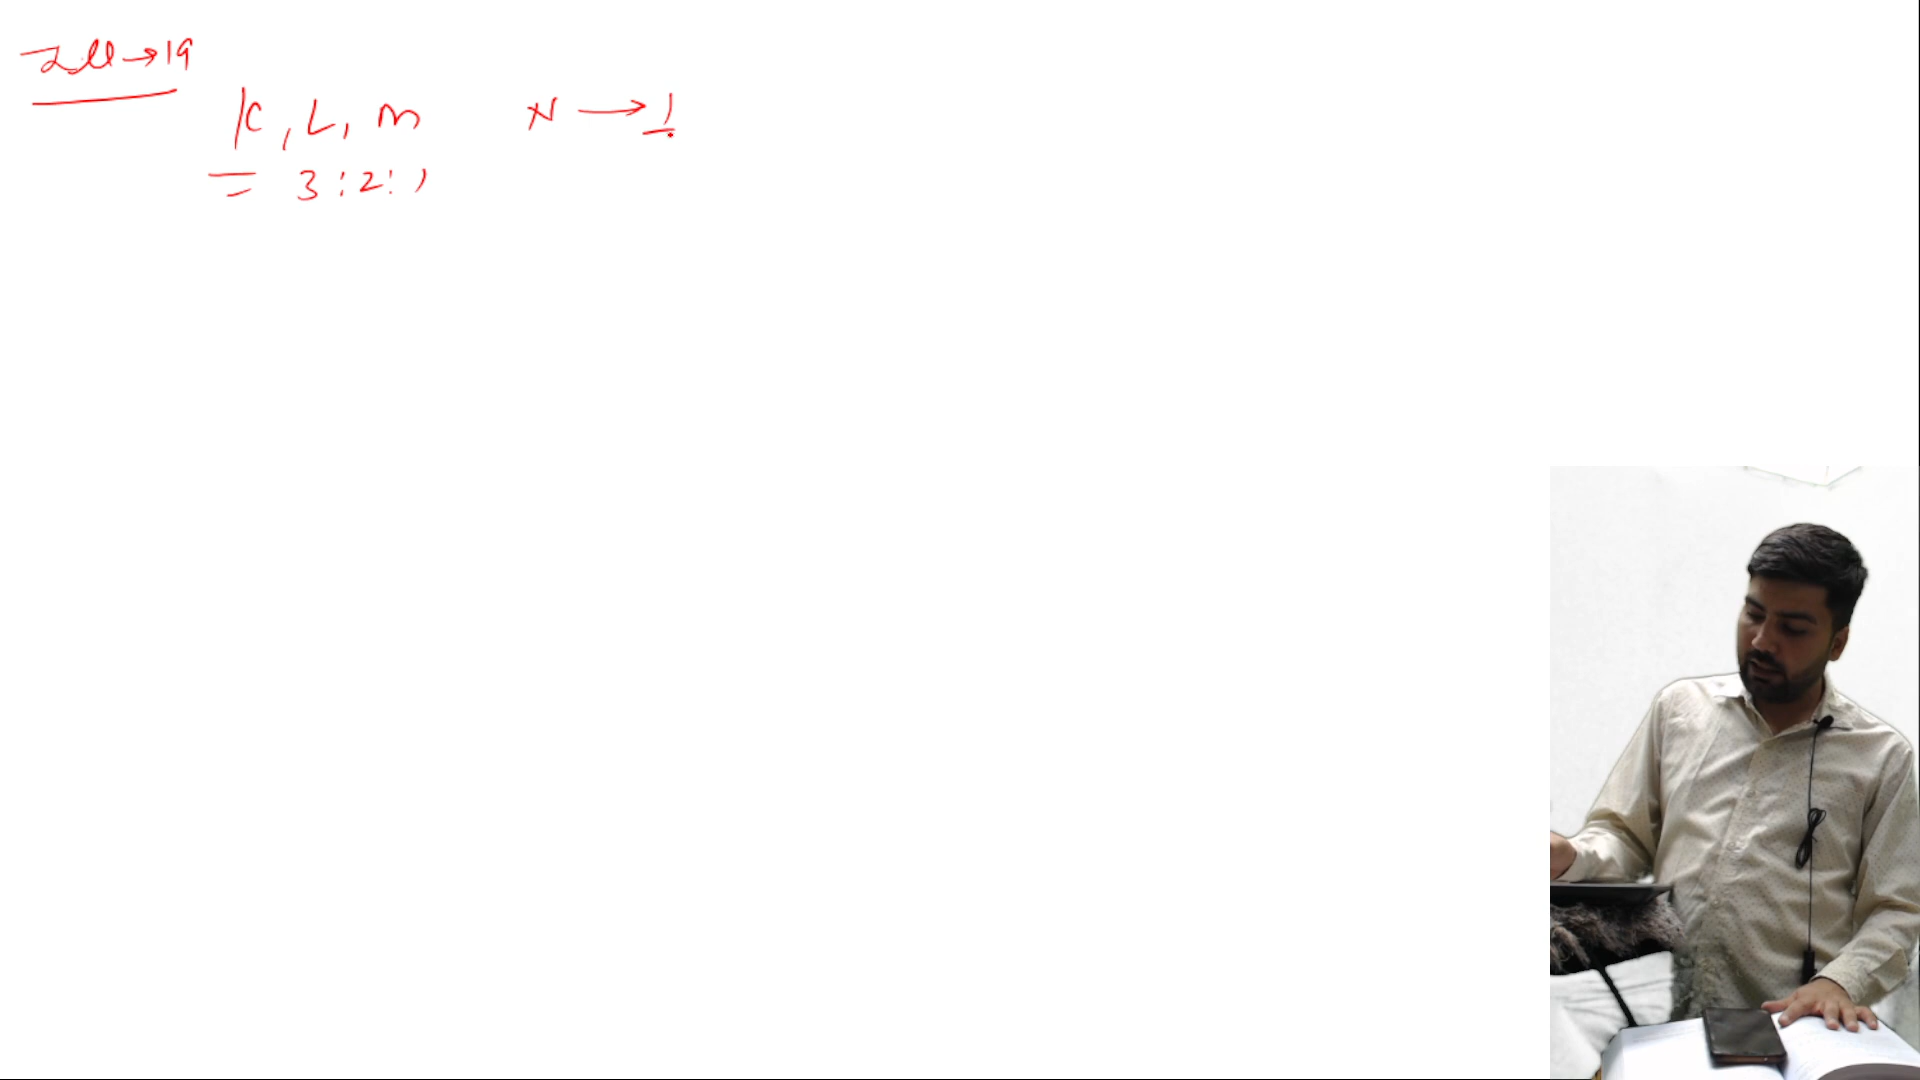 Ill → 19
K, L, M    N → 1
= 3 : 2 : 1